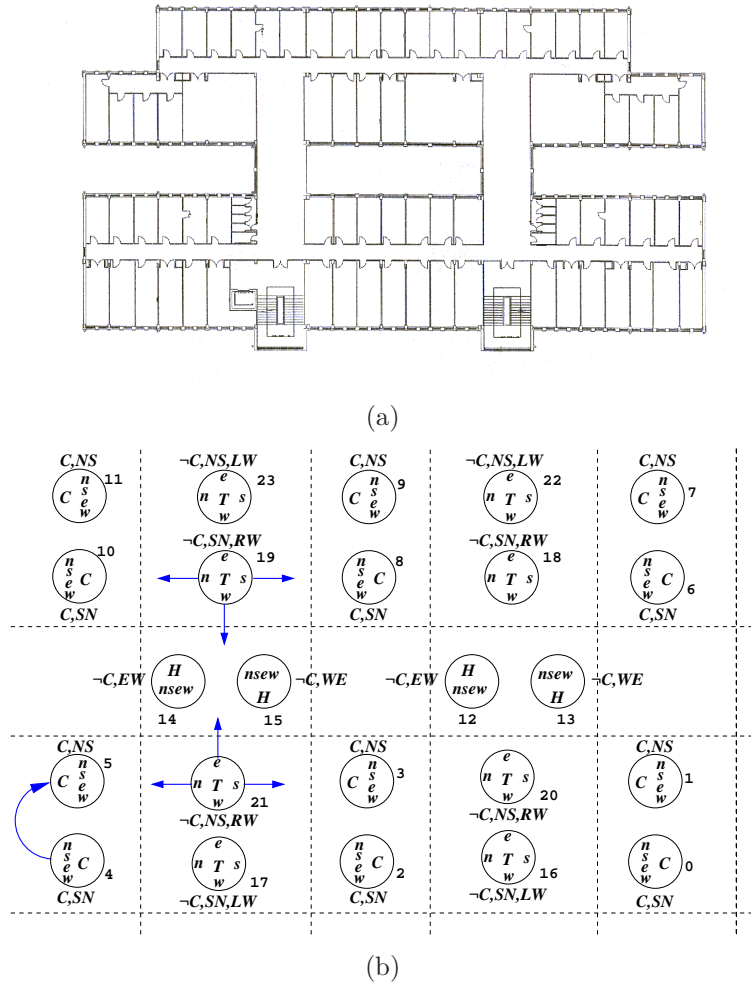 (a)
C,NS ¬C,NS,LW C,NS ¬C,NS,LW C,NS
C n s e w 11
n e T s w 23
C n s e w 9
n e T s w 22
C n s e w 7
¬C,SN,RW ¬C,SN,RW
n s e w C 10
n e T s w 19
n s e w C 8
n e T s w 18
n s e w C 6
C,SN C,SN C,SN
¬C,EW H nsew 14
nsew H ¬C,WE 15
¬C,EW H nsew 12
nsew H ¬C,WE 13
C,NS C,NS C,NS
C n s e w 5
n e T s w 21
C n s e w 3
n e T s w 20
C n s e w 1
¬C,NS,RW ¬C,NS,RW
n s e w C 4
n e T s w 17
n s e w C 2
n e T s w 16
n s e w C 0
C,SN ¬C,SN,LW C,SN ¬C,SN,LW C,SN
(b)